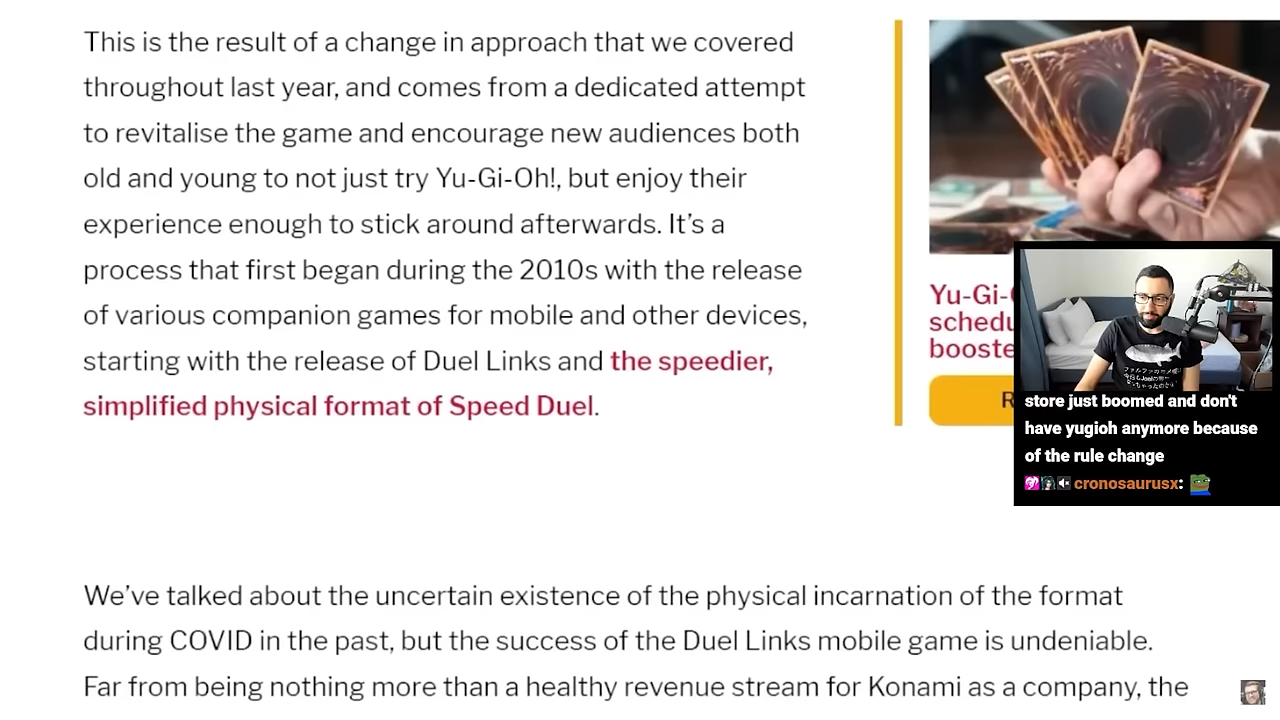 This is the result of a change in approach that we covered
throughout last year, and comes from a dedicated attempt
to revitalise the game and encourage new audiences both
old and young to not just try Yu-Gi-Oh!, but enjoy their
experience enough to stick around afterwards. It’s a
process that first began during the 2010s with the release
of various companion games for mobile and other devices,
starting with the release of Duel Links and the speedier,
simplified physical format of Speed Duel.
Yu-Gi-
schedu
booste
R
store just boomed and don't
have yugioh anymore because
of the rule change
cronosaurusx:
We’ve talked about the uncertain existence of the physical incarnation of the format
during COVID in the past, but the success of the Duel Links mobile game is undeniable.
Far from being nothing more than a healthy revenue stream for Konami as a company, the